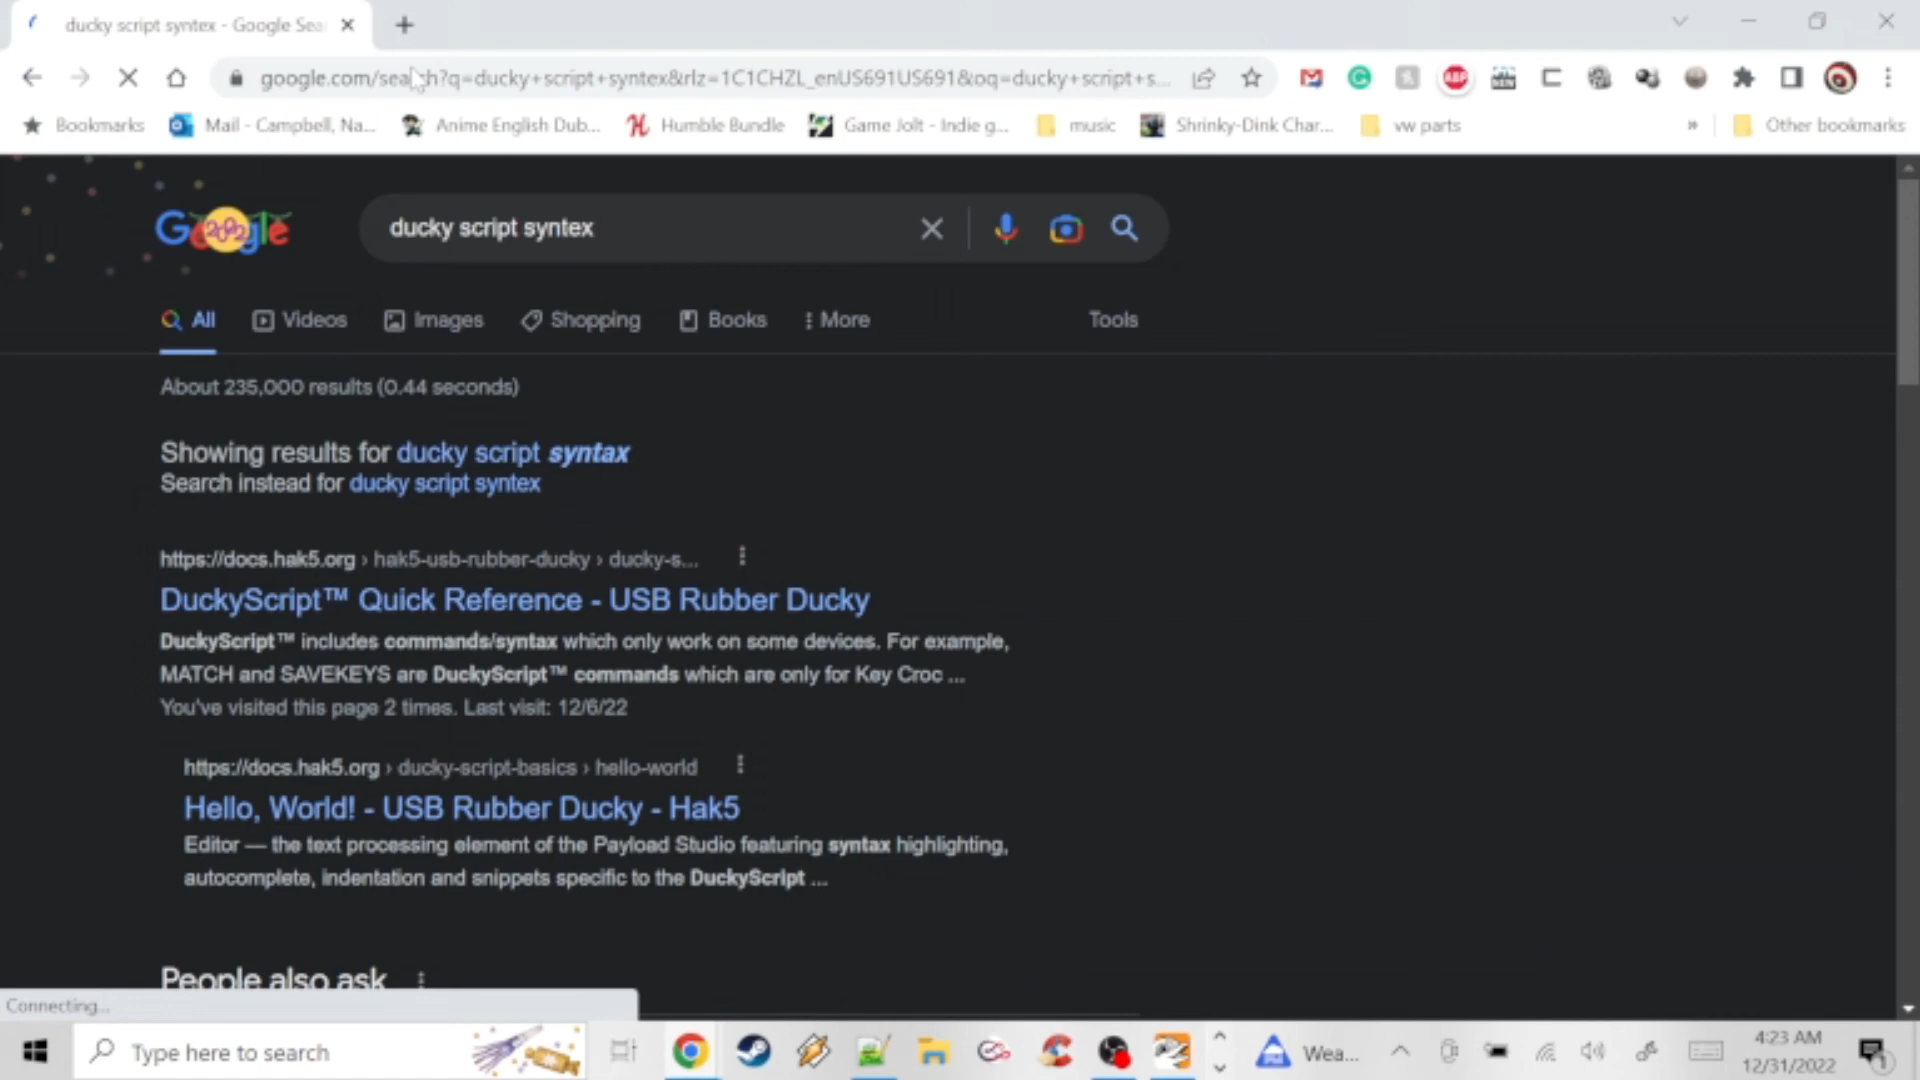 ducky script syntex - Google Sea
google.com/search?q=ducky+script+syntex&rlz=1C1CHZL_enUS691US691&oq=ducky+script+s...
ABP
Bookmarks
Mail - Campbell, Na...
Anime English Dub...
Humble Bundle
Game Jolt - Indie g...
music
Shrinky-Dink Char...
vw parts
»
Other bookmarks
Google
ducky script syntex
All
Videos
Images
Shopping
Books
More
Tools
About 235,000 results (0.44 seconds)
Showing results for ducky script syntax
Search instead for ducky script syntex
https://docs.hak5.org › hak5-usb-rubber-ducky › ducky-s...
DuckyScript™ Quick Reference - USB Rubber Ducky
DuckyScript™ includes commands/syntax which only work on some devices. For example,
MATCH and SAVEKEYS are DuckyScript™ commands which are only for Key Croc ...
You've visited this page 2 times. Last visit: 12/6/22
https://docs.hak5.org › ducky-script-basics › hello-world
Hello, World! - USB Rubber Ducky - Hak5
Editor — the text processing element of the Payload Studio featuring syntax highlighting,
autocomplete, indentation and snippets specific to the DuckyScript ...
People also ask
Connecting...
Type here to search
Wea...
4:23 AM
12/31/2022
1